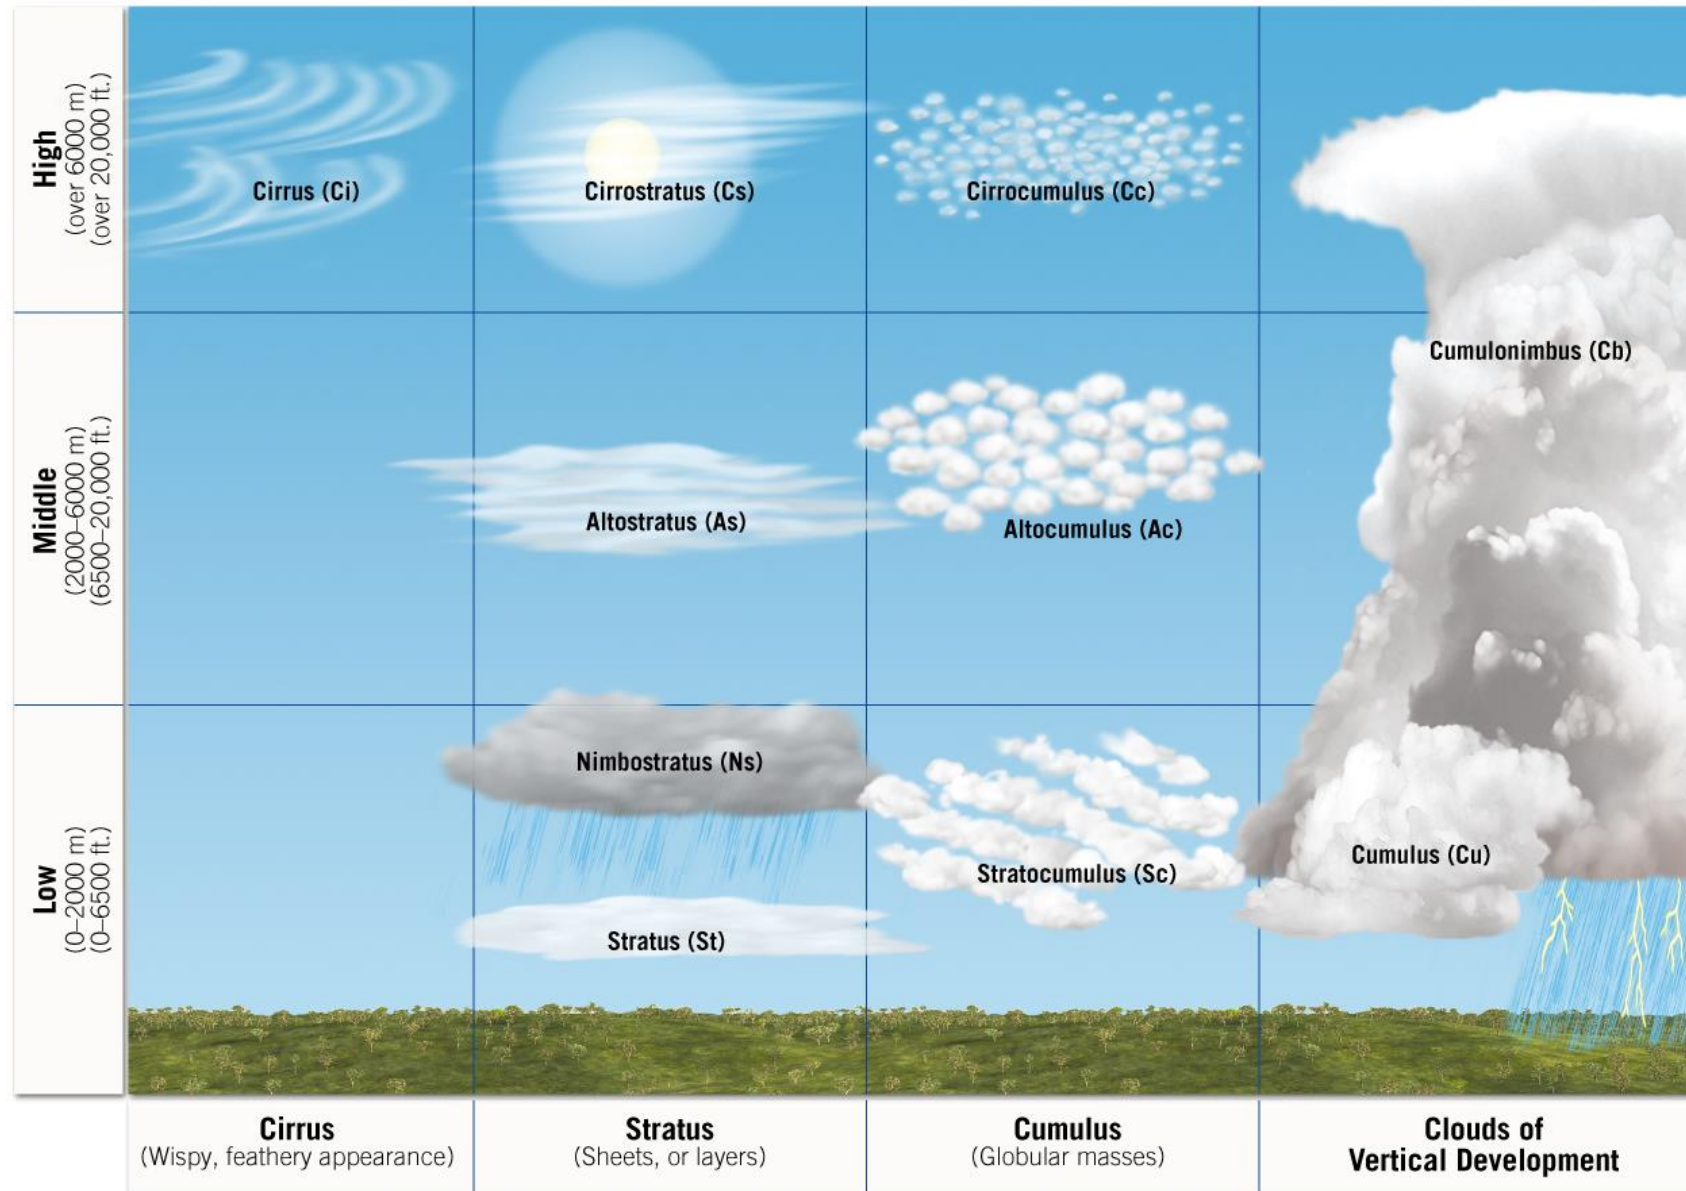 High
(over 6000 m)
(over 20,000 ft.)
Cirrus (Ci)
Cirrostratus (Cs)
Cirrocumulus (Cc)
Cumulonimbus (Cb)
Middle
(2000–6000 m)
(6500–20,000 ft.)
Altostratus (As)
Altocumulus (Ac)
Low
(0–2000 m)
(0–6500 ft.)
Nimbostratus (Ns)
Stratocumulus (Sc)
Cumulus (Cu)
Stratus (St)
Cirrus
(Wispy, feathery appearance)
Stratus
(Sheets, or layers)
Cumulus
(Globular masses)
Clouds of
Vertical Development